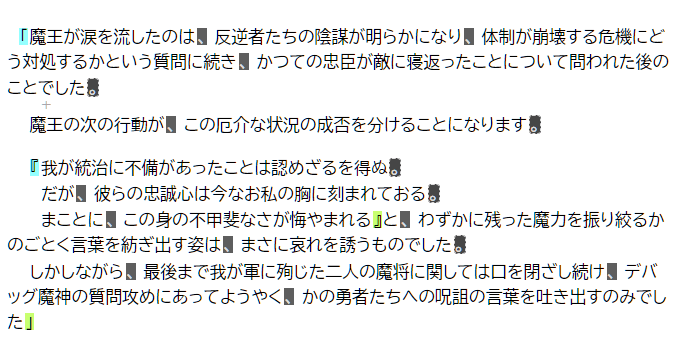 「魔王が涙を流したのは、反逆者たちの陰謀が明らかになり、体制が崩壊する危機にど
う対処するかという質問に続き、かつての忠臣が敵に寝返ったことについて問われた後の
ことでした。
魔王の次の行動が、この厄介な状況の成否を分けることになります。
『我が統治に不備があったことは認めざるを得ぬ。
だが、彼らの忠誠心は今なお私の胸に刻まれておる。
まことに、この身の不甲斐なさが悔やまれる』と、わずかに残った魔力を振り絞るか
のごとく言葉を紡ぎ出す姿は、まさに哀れを誘うものでした。
しかしながら、最後まで我が軍に殉じた二人の魔将に関しては口を閉ざし続け、デバ
ッグ魔神の質問攻めにあってようやく、かの勇者たちへの呪詛の言葉を吐き出すのみでし
た」